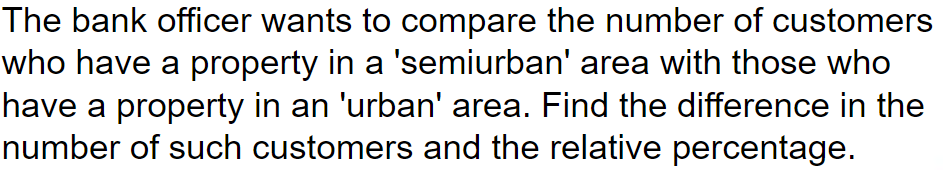 The bank officer wants to compare the number of customers
who have a property in a 'semiurban' area with those who
have a property in an 'urban' area. Find the difference in the
number of such customers and the relative percentage.